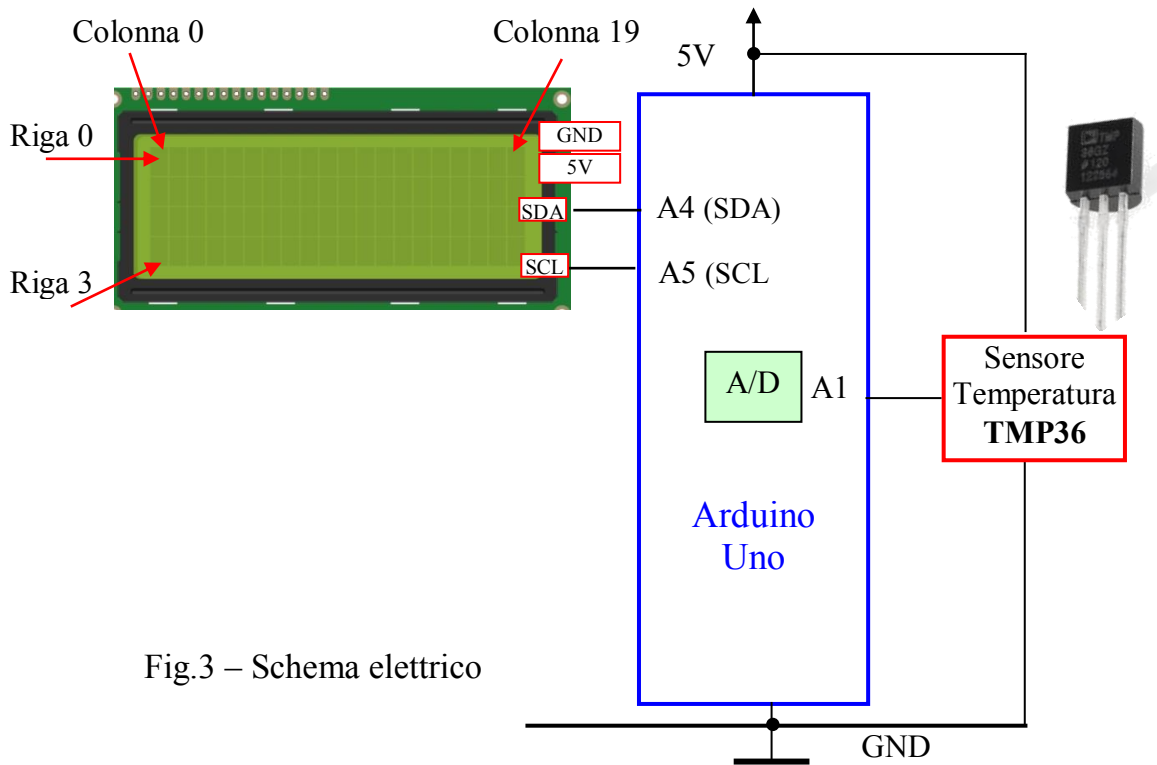 Colonna 0
Colonna 19
5V
Riga 0
GND
5V
TMP
SDA
A4 (SDA)
SCL
A5 (SCL
Riga 3
A/D
A1
Sensore
Temperatura
TMP36
Arduino
Uno
Fig.3 – Schema elettrico
GND